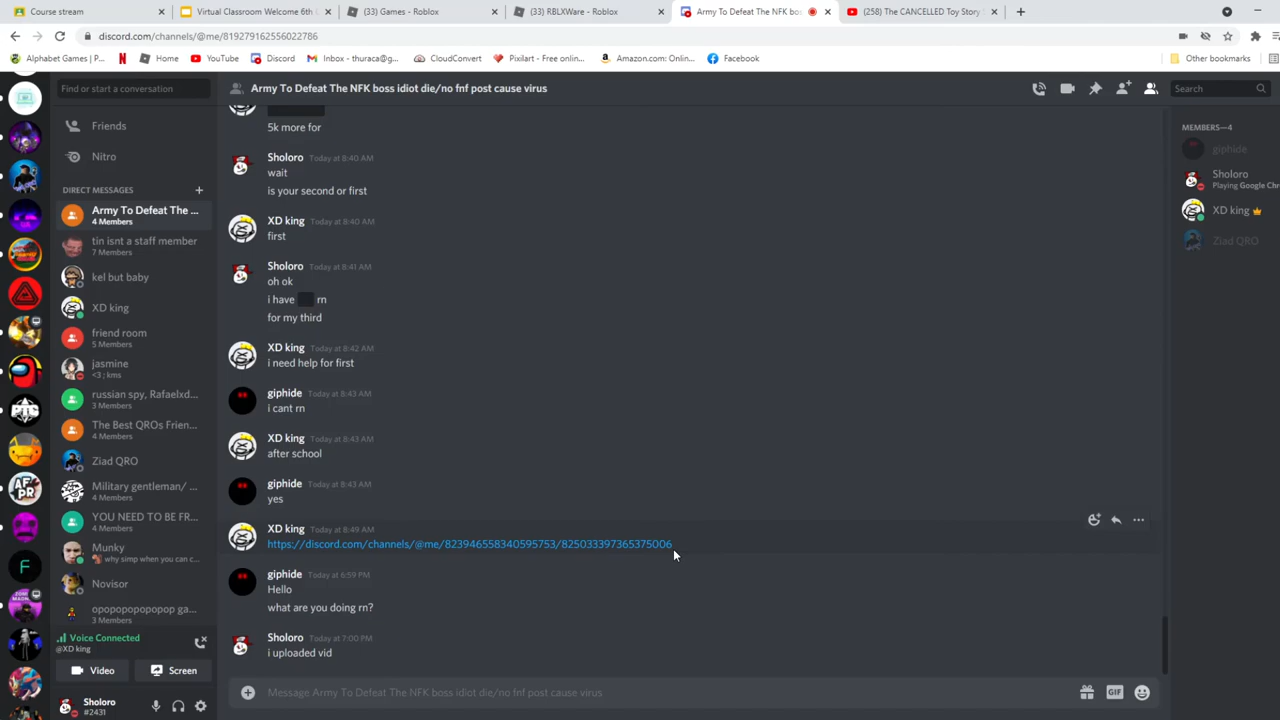 Course stream
Virtual Classroom Welcome 6th
(33) Games - Roblox
(33) RBLXWare - Roblox
Army To Defeat The NFK bos
(258) The CANCELLED Toy Story
discord.com/channels/@me/819279162556022786
Alphabet Games | P...
Home
YouTube
Discord
Inbox - thuraca@g...
CloudConvert
Pixilart - Free onlin...
Amazon.com: Onlin...
Facebook
Other bookmarks
Find or start a conversation
Army To Defeat The NFK boss idiot die/no fnf post cause virus
Search
Friends
Nitro
DIRECT MESSAGES
Army To Defeat The ...
4 Members
tin isnt a staff member
7 Members
kel but baby
XD king
friend room
5 Members
jasmine
<3 ; kms
russian spy, Rafaelxd...
3 Members
The Best QROs Frien...
4 Members
Ziad QRO
Military gentleman/ ...
4 Members
YOU NEED TO BE FR...
4 Members
Munky
why simp when you can c
Novisor
opopopopopopop ga...
3 Members
Voice Connected
@XD king
Video
Screen
Sholoro
#2431
5k more for
Sholoro Today at 8:40 AM
wait
is your second or first
XD king Today at 8:40 AM
first
Sholoro Today at 8:41 AM
oh ok
i have rn
for my third
XD king Today at 8:42 AM
i need help for first
giphide Today at 8:43 AM
i cant rn
XD king Today at 8:43 AM
after school
giphide Today at 8:43 AM
yes
XD king Today at 8:49 AM
https://discord.com/channels/@me/823946558340595753/825033397365375006
giphide Today at 6:59 PM
Hello
what are you doing rn?
Sholoro Today at 7:00 PM
i uploaded vid
Message Army To Defeat The NFK boss idiot die/no fnf post cause virus
GIF
MEMBERS—4
giphide
Sholoro
Playing Google Chr
XD king
Ziad QRO